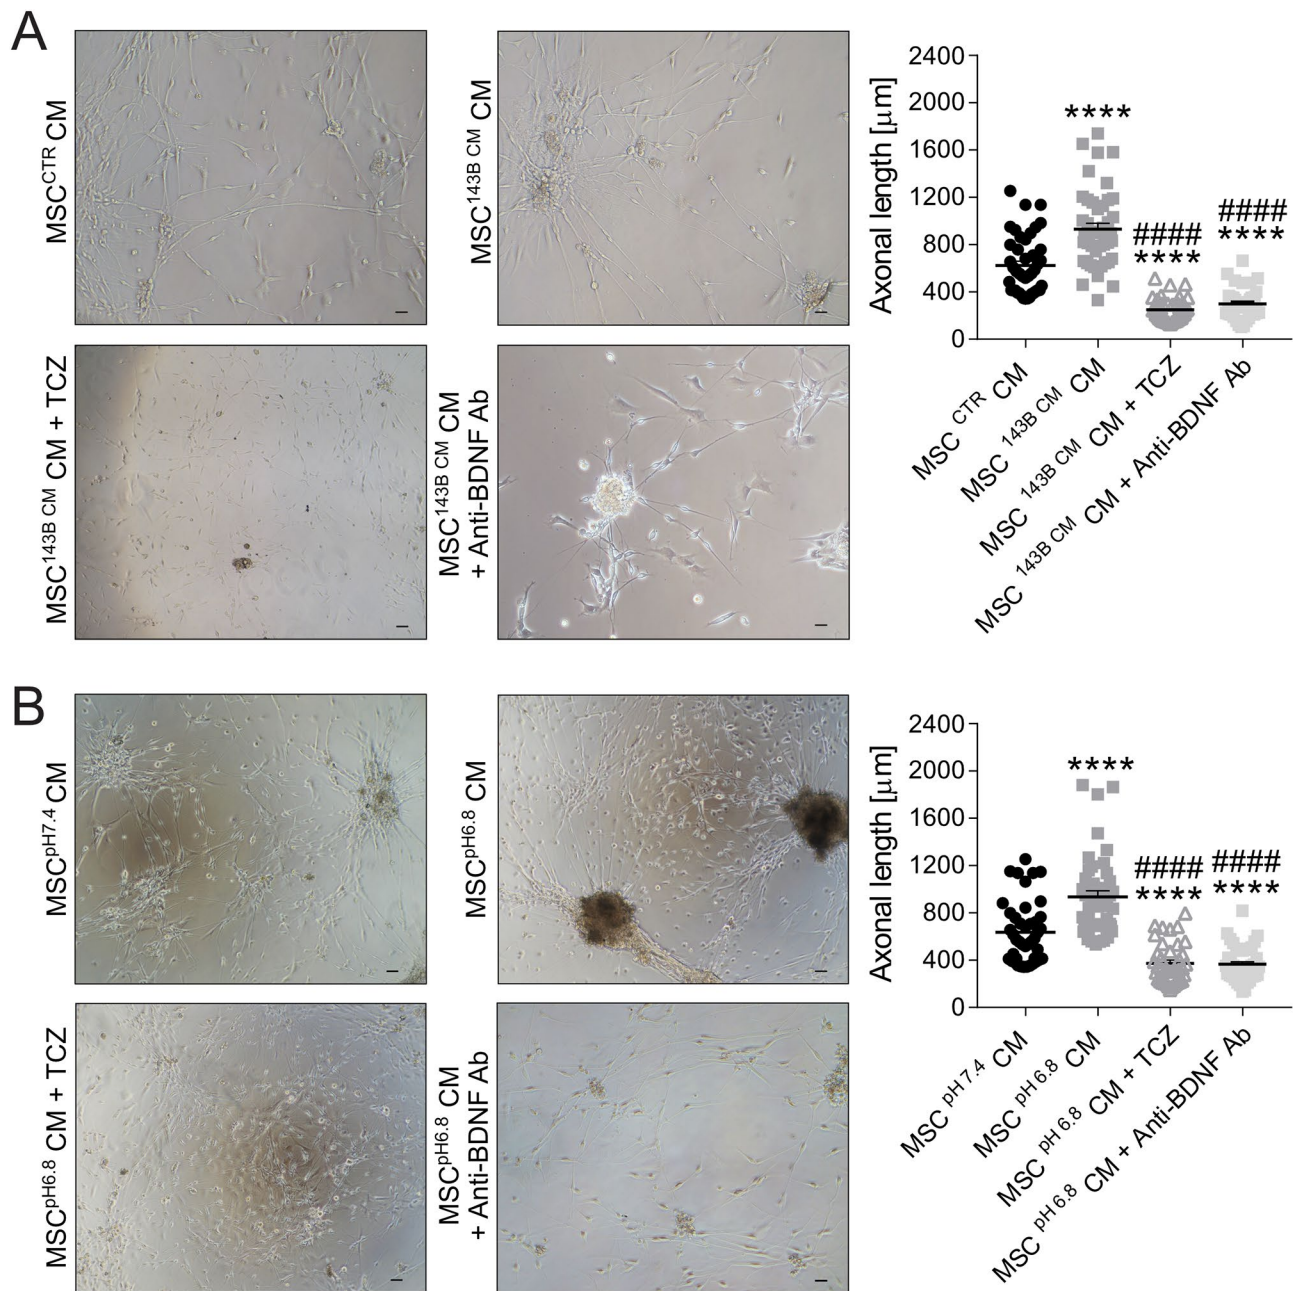 A
MSC^CTR CM
MSC^143B CM CM
MSC^143B CM CM + TCZ
MSC^143B CM CM
+ Anti-BDNF Ab
Axonal length [μm]
2400
2000
1600
1200
800
400
0
****
####
****
####
****
MSC^CTR CM
MSC^143B CM CM
MSC^143B CM CM + TCZ
MSC^143B CM CM + Anti-BDNF Ab
B
MSC^pH7.4 CM
MSC^pH6.8 CM
MSC^pH6.8 CM + TCZ
MSC^pH6.8 CM
+ Anti-BDNF Ab
Axonal length [μm]
2400
2000
1600
1200
800
400
0
****
####
****
####
****
MSC^pH 7.4 CM
MSC^pH 6.8 CM
MSC^pH 6.8 CM + TCZ
MSC^pH 6.8 CM + Anti-BDNF Ab